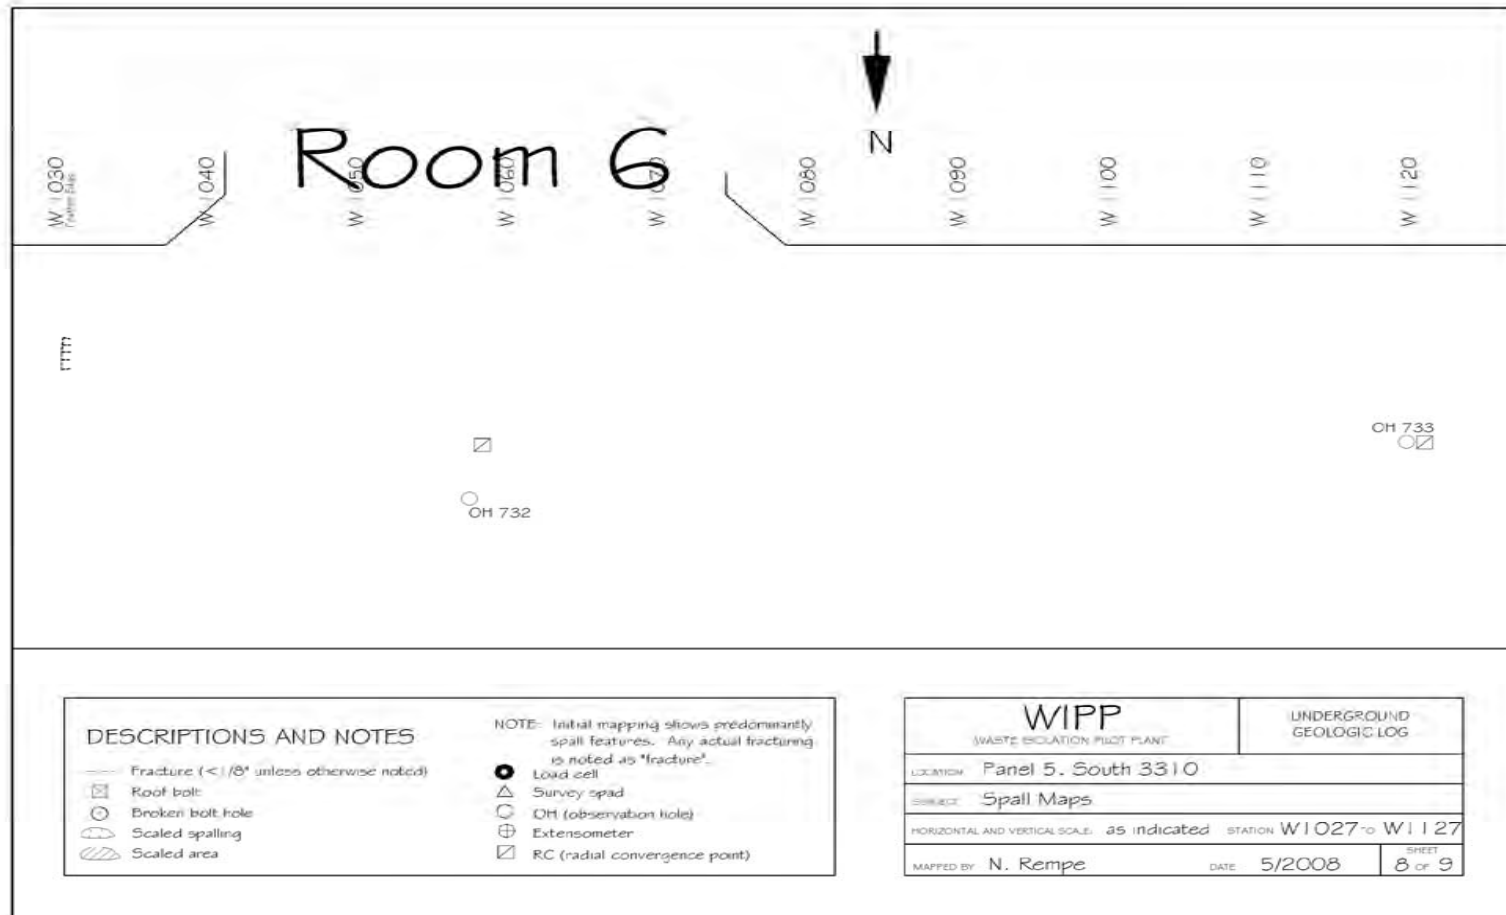 Room 6
N
W 1030
W 1040
W 1050
W 1060
W 1070
W 1080
W 1090
W 1100
W 1110
W 1120
OH 733
OH 732
DESCRIPTIONS AND NOTES
Fracture (<1/8" unless otherwise noted)
Roof bolt
Broken bolt hole
Scaled spalling
Scaled area
NOTE: Initial mapping shows predominantly
spall features. Any actual fracturing
is noted as "fracture".
Load cell
Survey spad
OH (observation hole)
Extensometer
RC (radial convergence point)
WIPP
WASTE ISOLATION PILOT PLANT
UNDERGROUND
GEOLOGIC LOG
LOCATION Panel 5. South 3310
SUBJECT Spall Maps
HORIZONTAL AND VERTICAL SCALE: as indicated STATION W1027 TO W1127
MAPPED BY N. Rempe DATE 5/2008 SHEET 8 OF 9